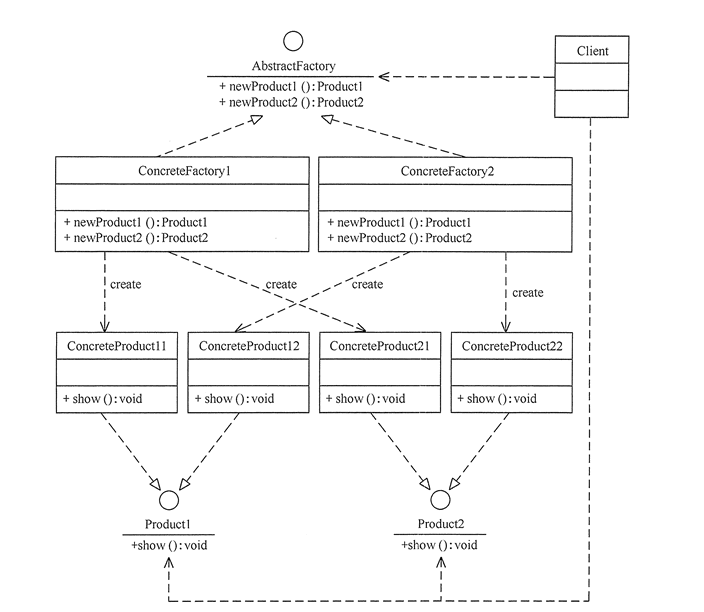 AbstractFactory
+ newProduct1 (): Product1
+ newProduct2 (): Product2
Client
ConcreteFactory1
+ newProduct1 (): Product1
+ newProduct2 (): Product2
ConcreteFactory2
+ newProduct1 (): Product1
+ newProduct2 (): Product2
create
create
create
create
ConcreteProduct11
+ show (): void
ConcreteProduct12
+ show (): void
ConcreteProduct21
+ show (): void
ConcreteProduct22
+ show (): void
Product1
+show (): void
Product2
+show (): void